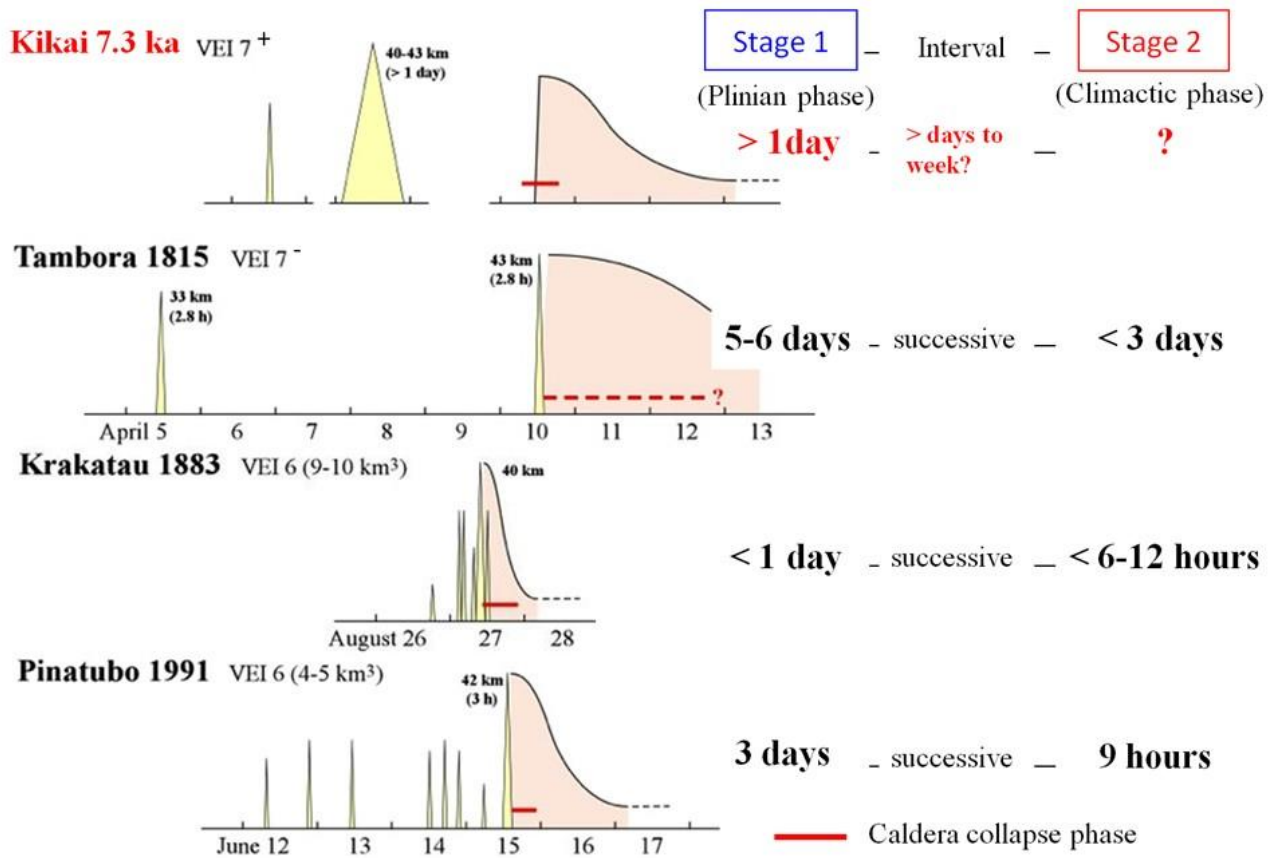 Kikai 7.3 ka VEI 7 +
40-43 km
(> 1 day)
Stage 1 – Interval – Stage 2
(Plinian phase) (Climactic phase)
> 1day – > days to week? – ?
Tambora 1815 VEI 7 -
33 km
(2.8 h)
43 km
(2.8 h)
5-6 days – successive – < 3 days
?
April 5 6 7 8 9 10 11 12 13
Krakatau 1883 VEI 6 (9-10 km³)
40 km
< 1 day – successive – < 6-12 hours
August 26 27 28
Pinatubo 1991 VEI 6 (4-5 km³)
42 km
(3 h)
3 days – successive – 9 hours
June 12 13 14 15 16 17
Caldera collapse phase